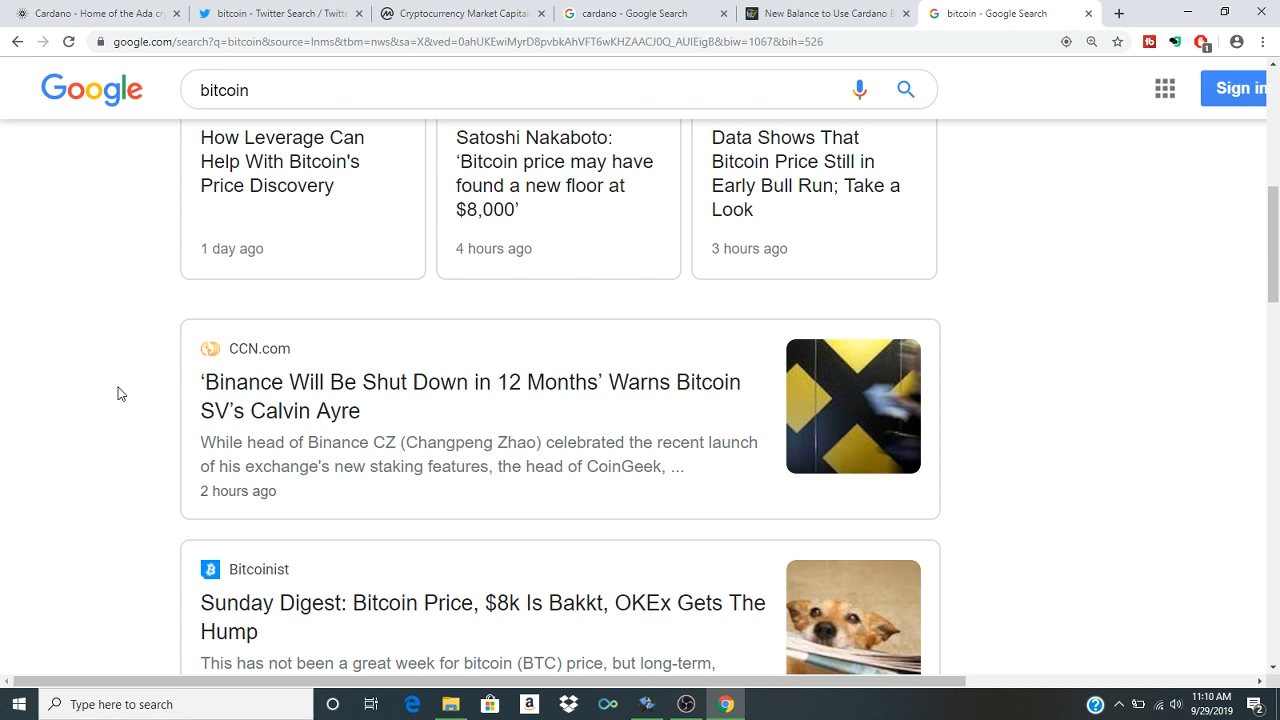 Cardano - Home of the Ada cry
bitcoin - Twitter Search / Twitte
Cryptocurrency Market Capital
cardano - Google Search
New Balance to Use Cardano B
bitcoin - Google Search
google.com/search?q=bitcoin&source=lnms&tbm=nws&sa=X&ved=0ahUKEwiMyrD8pvbkAhVFT6wKHZAACJ0Q_AUIEigB&biw=1067&bih=526
Google
bitcoin
Sign in
How Leverage Can
Help With Bitcoin's
Price Discovery
1 day ago
Satoshi Nakaboto:
‘Bitcoin price may have
found a new floor at
$8,000’
4 hours ago
Data Shows That
Bitcoin Price Still in
Early Bull Run; Take a
Look
3 hours ago
CCN.com
‘Binance Will Be Shut Down in 12 Months’ Warns Bitcoin
SV’s Calvin Ayre
While head of Binance CZ (Changpeng Zhao) celebrated the recent launch
of his exchange's new staking features, the head of CoinGeek, ...
2 hours ago
Bitcoinist
Sunday Digest: Bitcoin Price, $8k Is Bakkt, OKEx Gets The
Hump
This has not been a great week for bitcoin (BTC) price, but long-term,
Type here to search
11:10 AM
9/29/2019
2